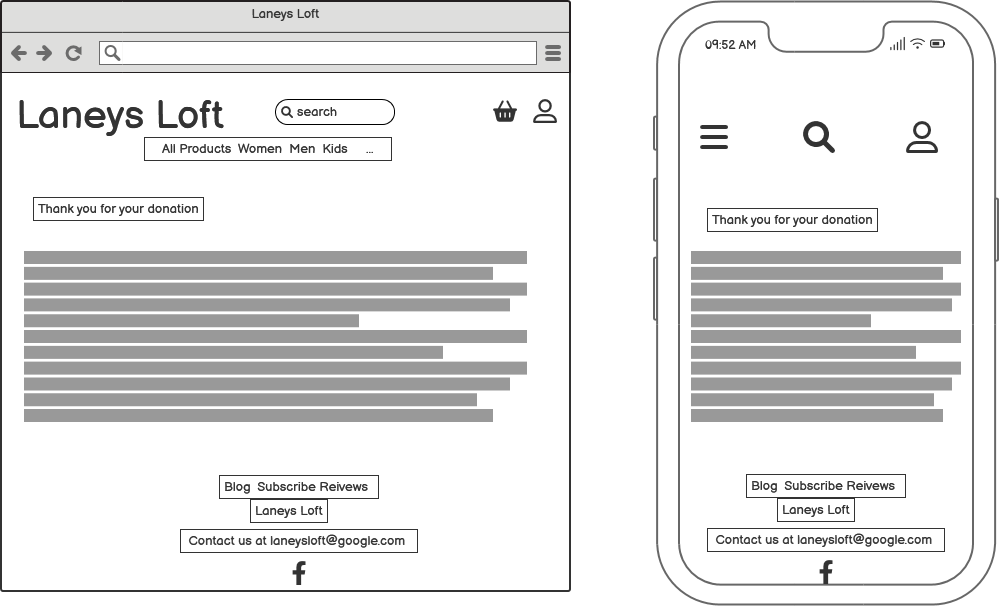 Laneys Loft
Laneys Loft
search
All Products Women Men Kids ...
Thank you for your donation
Blog Subscribe Reivews
Laneys Loft
Contact us at laneysloft@google.com
09:52 AM
Thank you for your donation
Blog Subscribe Reivews
Laneys Loft
Contact us at laneysloft@google.com